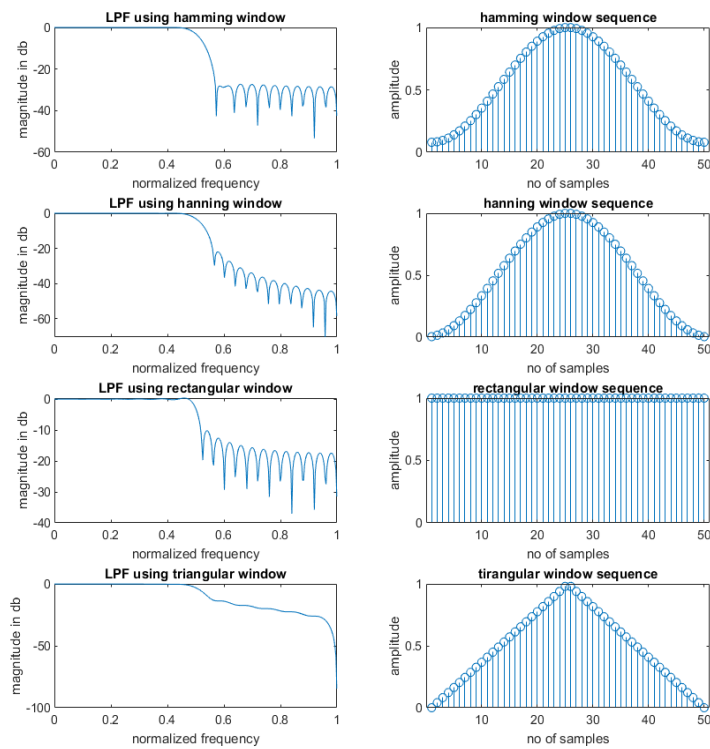 LPF using hamming window
0
-20
-40
-60
magnitude in db
0 0.2 0.4 0.6 0.8 1
normalized frequency
hamming window sequence
1
0.5
0
amplitude
10 20 30 40 50
no of samples
LPF using hanning window
0
-20
-40
-60
magnitude in db
0 0.2 0.4 0.6 0.8 1
normalized frequency
hanning window sequence
1
0.5
0
amplitude
10 20 30 40 50
no of samples
LPF using rectangular window
0
-10
-20
-30
-40
magnitude in db
0 0.2 0.4 0.6 0.8 1
normalized frequency
rectangular window sequence
1
0.5
0
amplitude
10 20 30 40 50
no of samples
LPF using triangular window
0
-50
-100
magnitude in db
0 0.2 0.4 0.6 0.8 1
normalized frequency
tirangular window sequence
1
0.5
0
amplitude
10 20 30 40 50
no of samples